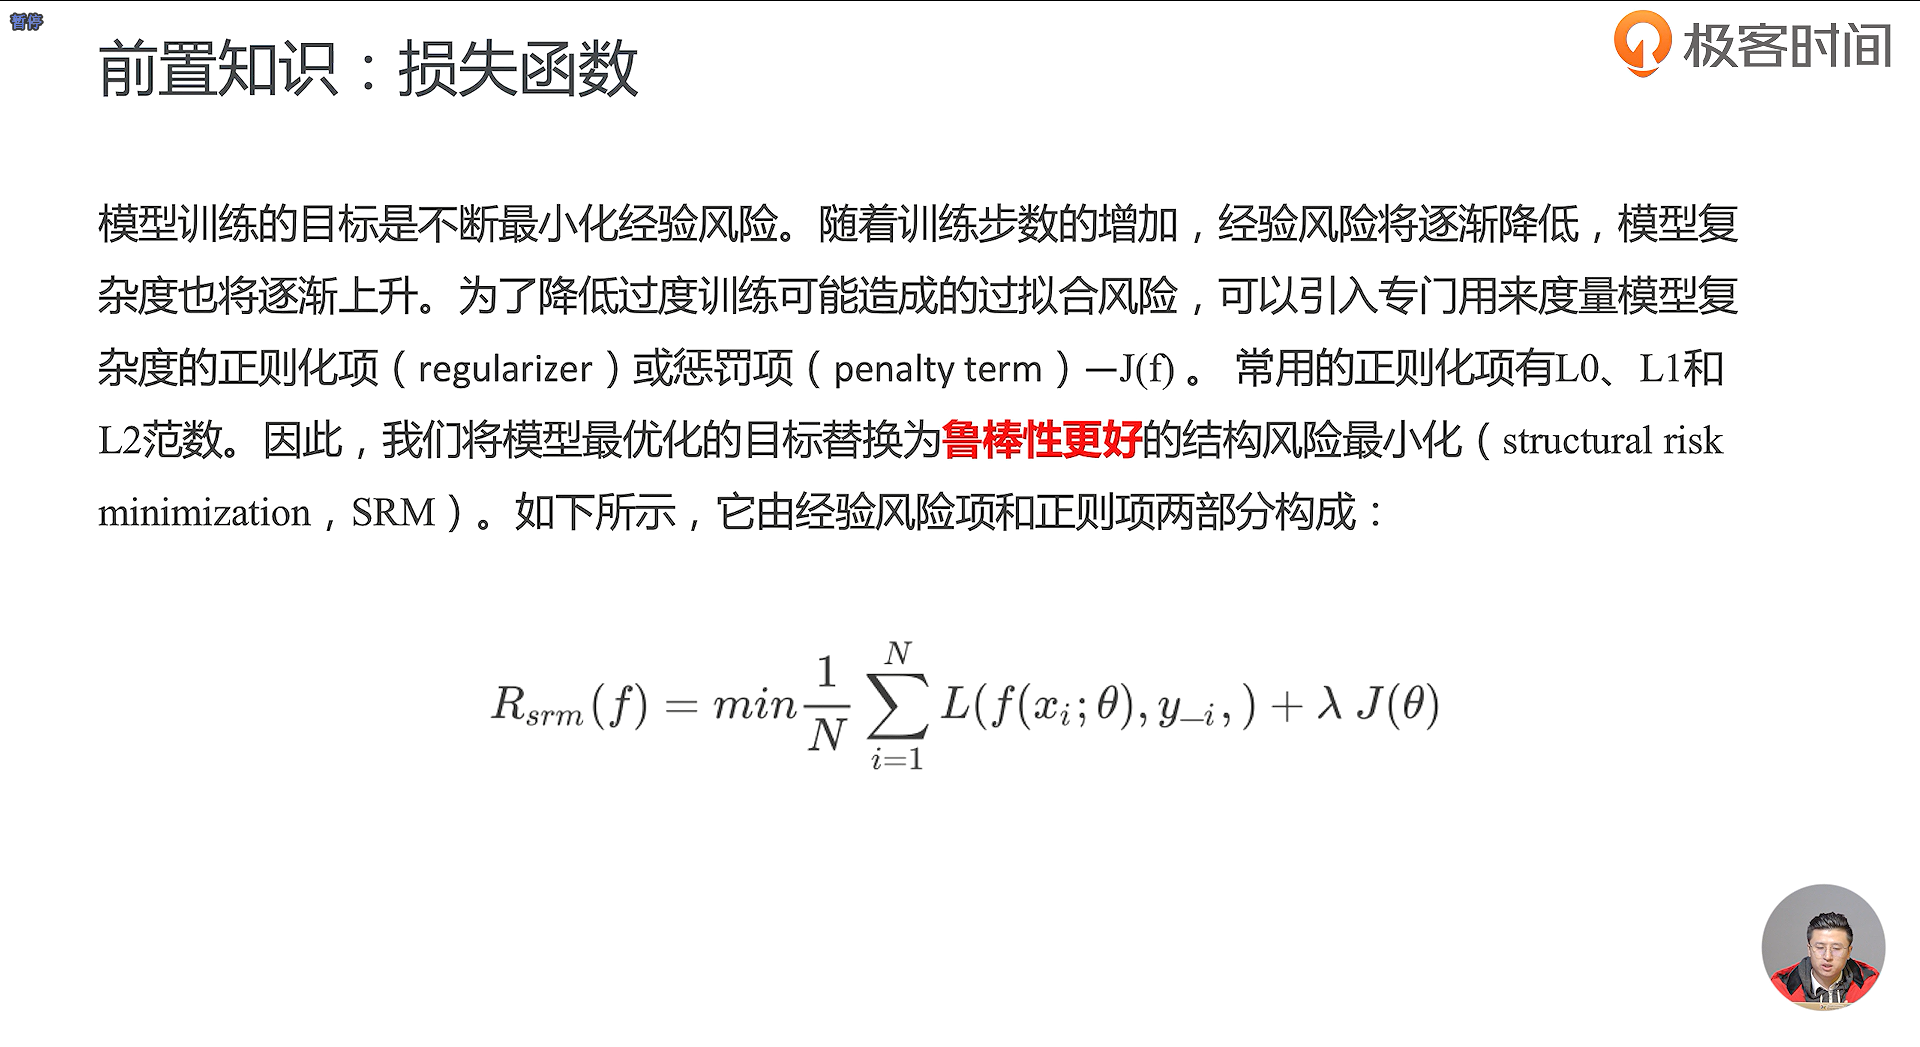 暂停
前置知识：损失函数
极客时间
模型训练的目标是不断最小化经验风险。随着训练步数的增加，经验风险将逐渐降低，模型复
杂度也将逐渐上升。为了降低过度训练可能造成的过拟合风险，可以引入专门用来度量模型复
杂度的正则化项（regularizer）或惩罚项（penalty term）—J(f) 。 常用的正则化项有L0、L1和
L2范数。因此，我们将模型最优化的目标替换为鲁棒性更好的结构风险最小化（structural risk
minimization，SRM）。如下所示，它由经验风险项和正则项两部分构成：
R_{srm}(f) = min \frac{1}{N} \sum_{i=1}^{N} L(f(x_i; θ), y\_{}_i, ) + λ J(θ)